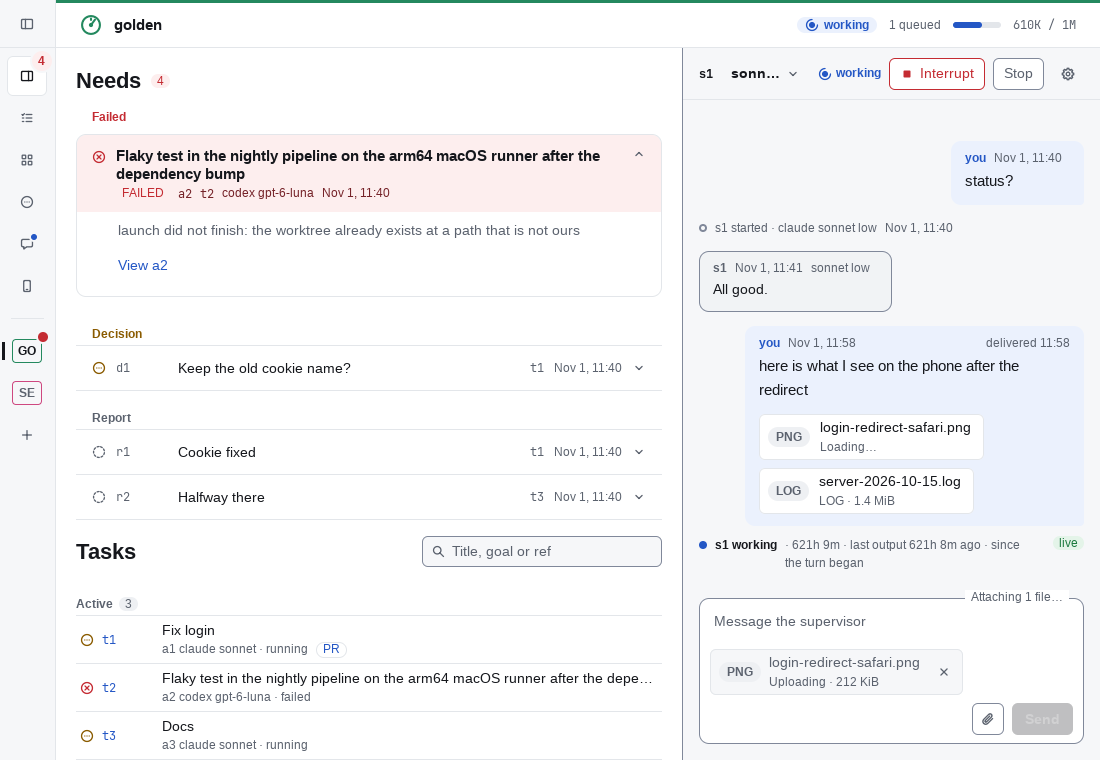 golden
working
1 queued
610K / 1M
4
GO
SE
Needs 4
Failed
Flaky test in the nightly pipeline on the arm64 macOS runner after the
dependency bump
FAILED a2 t2 codex gpt-6-luna Nov 1, 11:40
launch did not finish: the worktree already exists at a path that is not ours
View a2
Decision
d1 Keep the old cookie name? t1 Nov 1, 11:40
Report
r1 Cookie fixed t1 Nov 1, 11:40
r2 Halfway there t3 Nov 1, 11:40
Tasks
Title, goal or ref
Active 3
t1 Fix login
a1 claude sonnet · running PR
t2 Flaky test in the nightly pipeline on the arm64 macOS runner after the depe…
a2 codex gpt-6-luna · failed
t3 Docs
a3 claude sonnet · running
s1 sonn… working Interrupt Stop
you Nov 1, 11:40
status?
s1 started · claude sonnet low Nov 1, 11:40
s1 Nov 1, 11:41 sonnet low
All good.
you Nov 1, 11:58 delivered 11:58
here is what I see on the phone after the
redirect
PNG login-redirect-safari.png
Loading…
LOG server-2026-10-15.log
LOG · 1.4 MiB
s1 working · 621h 9m · last output 621h 8m ago · since live
the turn began
Attaching 1 file…
Message the supervisor
PNG login-redirect-safari.png
Uploading · 212 KiB
Send